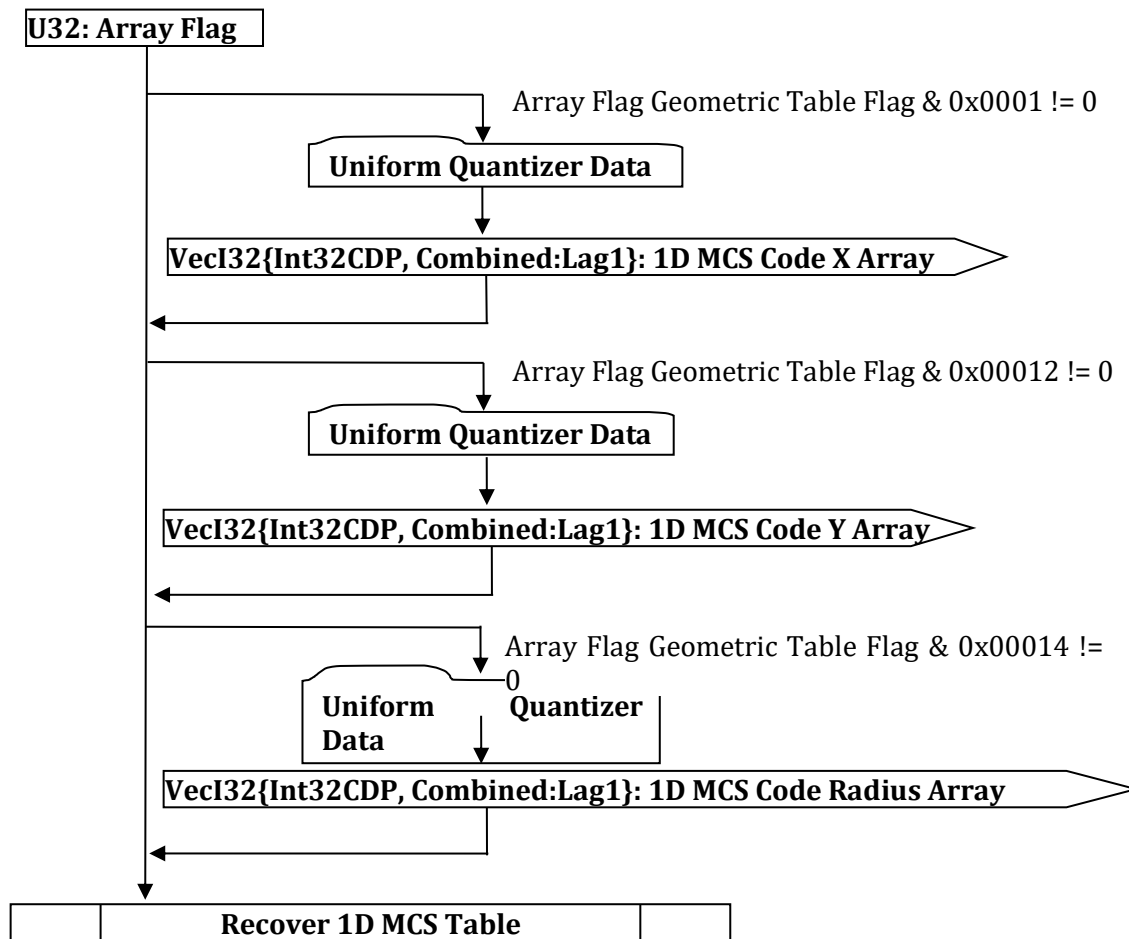 U32: Array Flag
Array Flag Geometric Table Flag & 0x0001 != 0
Uniform Quantizer Data
VecI32{Int32CDP, Combined:Lag1}: 1D MCS Code X Array
Array Flag Geometric Table Flag & 0x00012 != 0
Uniform Quantizer Data
VecI32{Int32CDP, Combined:Lag1}: 1D MCS Code Y Array
Array Flag Geometric Table Flag & 0x00014 !=
0
Uniform Quantizer
Data
VecI32{Int32CDP, Combined:Lag1}: 1D MCS Code Radius Array
Recover 1D MCS Table